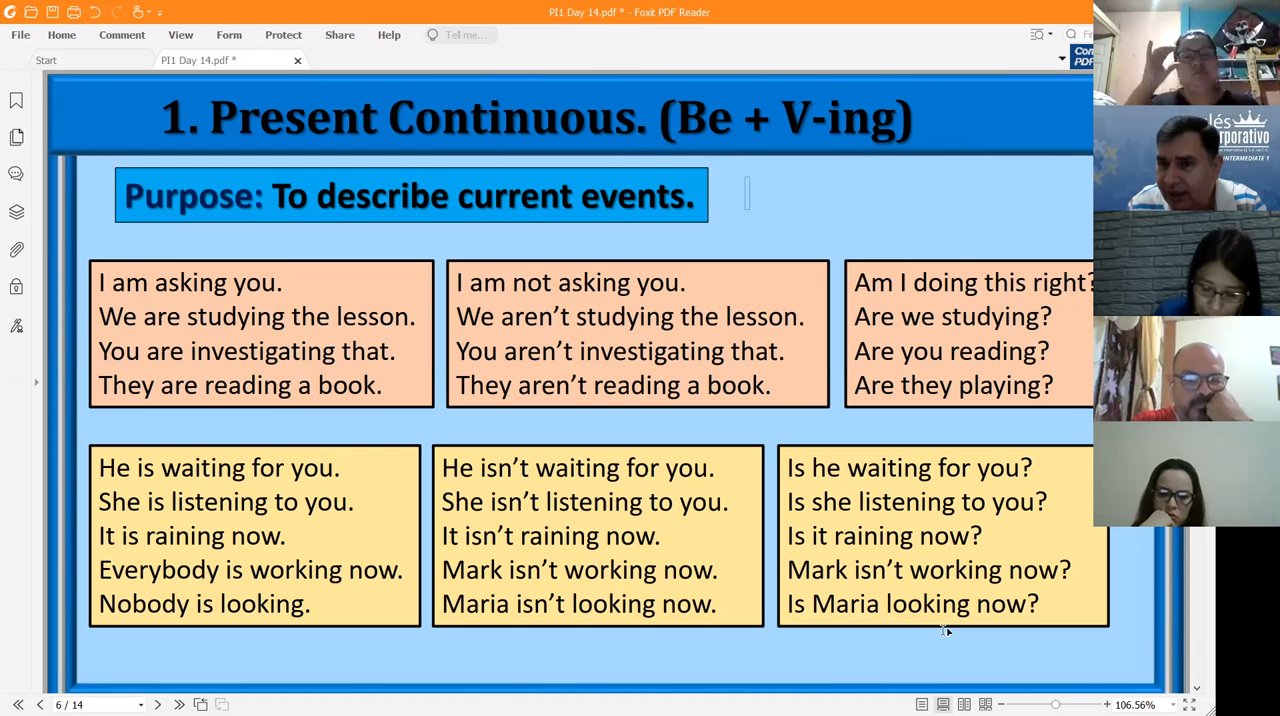 PI1 Day 14.pdf * - Foxit PDF Reader
File Home Comment View Form Protect Share Help Tell me...
Start PI1 Day 14.pdf *
1. Present Continuous. (Be + V-ing)
Purpose: To describe current events.
I am asking you.
We are studying the lesson.
You are investigating that.
They are reading a book.
I am not asking you.
We aren't studying the lesson.
You aren't investigating that.
They aren't reading a book.
Am I doing this right?
Are we studying?
Are you reading?
Are they playing?
He is waiting for you.
She is listening to you.
It is raining now.
Everybody is working now.
Nobody is looking.
He isn't waiting for you.
She isn't listening to you.
It isn't raining now.
Mark isn't working now.
Maria isn't looking now.
Is he waiting for you?
Is she listening to you?
Is it raining now?
Mark isn't working now?
Is Maria looking now?
INTERMEDIATE 1
6 / 14
106.56%